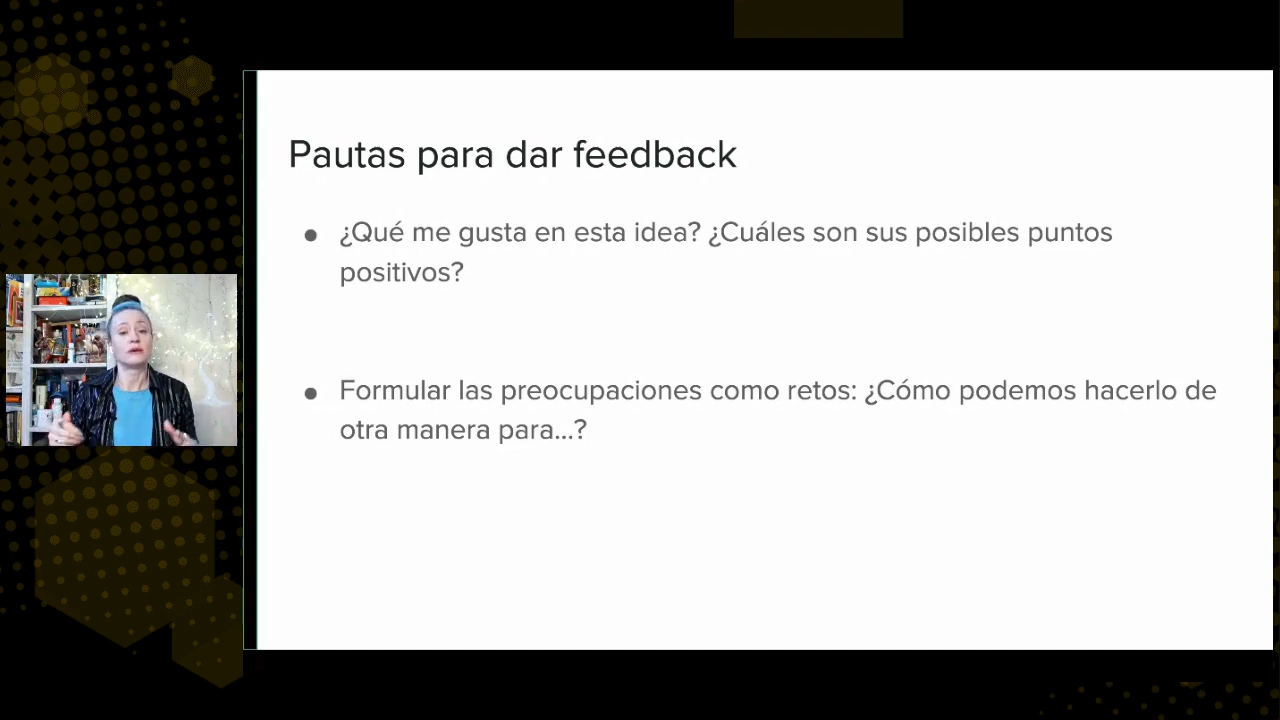 Pautas para dar feedback
● ¿Qué me gusta en esta idea? ¿Cuáles son sus posibles puntos
positivos?
● Formular las preocupaciones como retos: ¿Cómo podemos hacerlo de
otra manera para...?